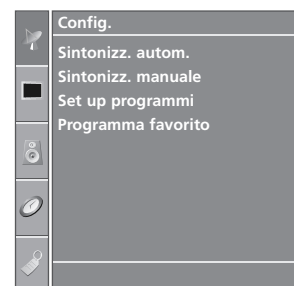 Config.
Sintonizz. autom.
Sintonizz. manuale
Set up programmi
Programma favorito